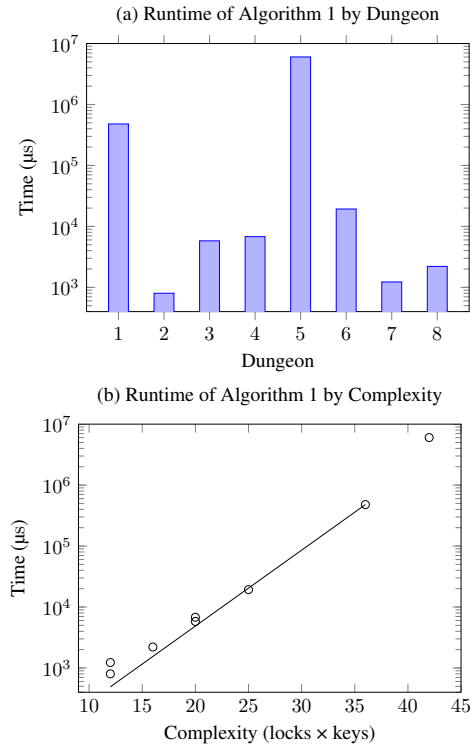 (a) Runtime of Algorithm 1 by Dungeon
10^7
10^6
10^5
10^4
10^3
Time (µs)
1 2 3 4 5 6 7 8
Dungeon
(b) Runtime of Algorithm 1 by Complexity
10^7
10^6
10^5
10^4
10^3
Time (µs)
10 15 20 25 30 35 40 45
Complexity (locks × keys)